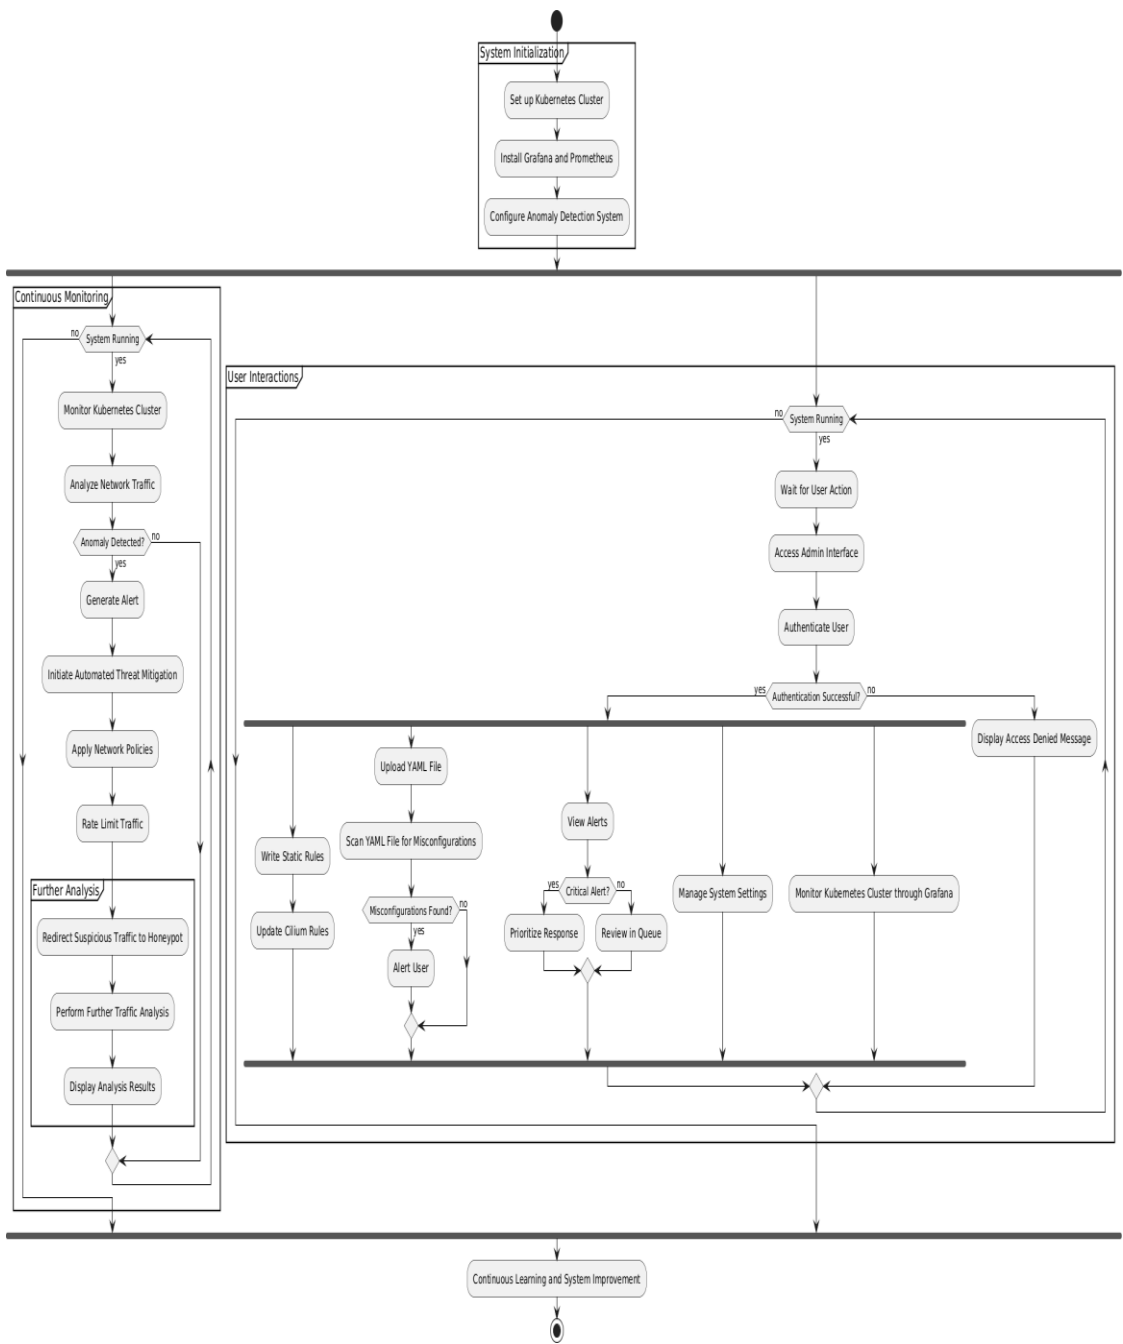 System Initialization
Set up Kubernetes Cluster
Install Grafana and Prometheus
Configure Anomaly Detection System
Continuous Monitoring
no
System Running
yes
Monitor Kubernetes Cluster
Analyze Network Traffic
Anomaly Detected?
no
yes
Generate Alert
Initiate Automated Threat Mitigation
Apply Network Policies
Rate Limit Traffic
Further Analysis
Redirect Suspicious Traffic to Honeypot
Perform Further Traffic Analysis
Display Analysis Results
User Interactions
no
System Running
yes
Wait for User Action
Access Admin Interface
Authenticate User
yes
Authentication Successful?
no
Write Static Rules
Update Cilium Rules
Upload YAML File
Scan YAML File for Misconfigurations
Misconfigurations Found?
no
yes
Alert User
View Alerts
yes
Critical Alert?
no
Prioritize Response
Review in Queue
Manage System Settings
Monitor Kubernetes Cluster through Grafana
Display Access Denied Message
Continuous Learning and System Improvement